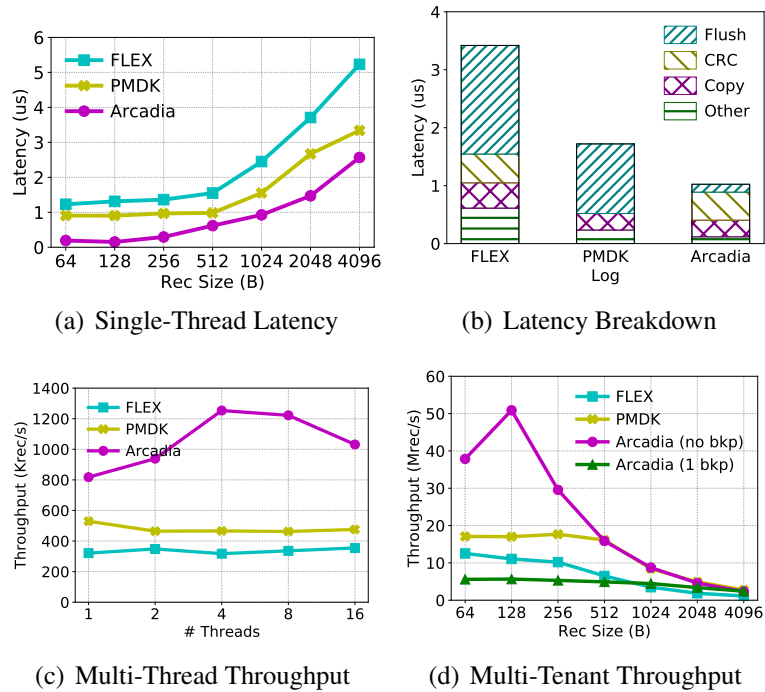 6
5
4
3
2
1
0
Latency (us)
FLEX
PMDK
Arcadia
64 128 256 512 1024 2048 4096
Rec Size (B)
(a) Single-Thread Latency
4
3
2
1
0
Latency (us)
Flush
CRC
Copy
Other
FLEX PMDK Arcadia
Log
(b) Latency Breakdown
1400
1200
1000
800
600
400
200
0
Throughput (Krec/s)
FLEX
PMDK
Arcadia
1 2 4 8 16
# Threads
(c) Multi-Thread Throughput
60
50
40
30
20
10
0
Throughput (Mrec/s)
FLEX
PMDK
Arcadia (no bkp)
Arcadia (1 bkp)
64 128 256 512 1024 2048 4096
Rec Size (B)
(d) Multi-Tenant Throughput